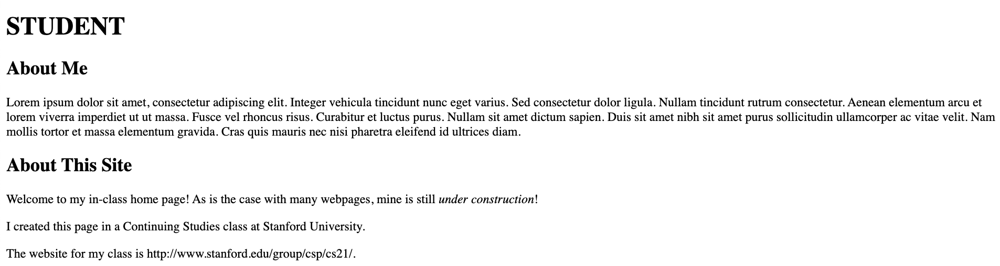 STUDENT
About Me
Lorem ipsum dolor sit amet, consectetur adipiscing elit. Integer vehicula tincidunt nunc eget varius. Sed consectetur dolor ligula. Nullam tincidunt rutrum consectetur. Aenean elementum arcu et
lorem viverra imperdiet ut ut massa. Fusce vel rhoncus risus. Curabitur et luctus purus. Nullam sit amet dictum sapien. Duis sit amet nibh sit amet purus sollicitudin ullamcorper ac vitae velit. Nam
mollis tortor et massa elementum gravida. Cras quis mauris nec nisi pharetra eleifend id ultrices diam.
About This Site
Welcome to my in-class home page! As is the case with many webpages, mine is still under construction!
I created this page in a Continuing Studies class at Stanford University.
The website for my class is http://www.stanford.edu/group/csp/cs21/.